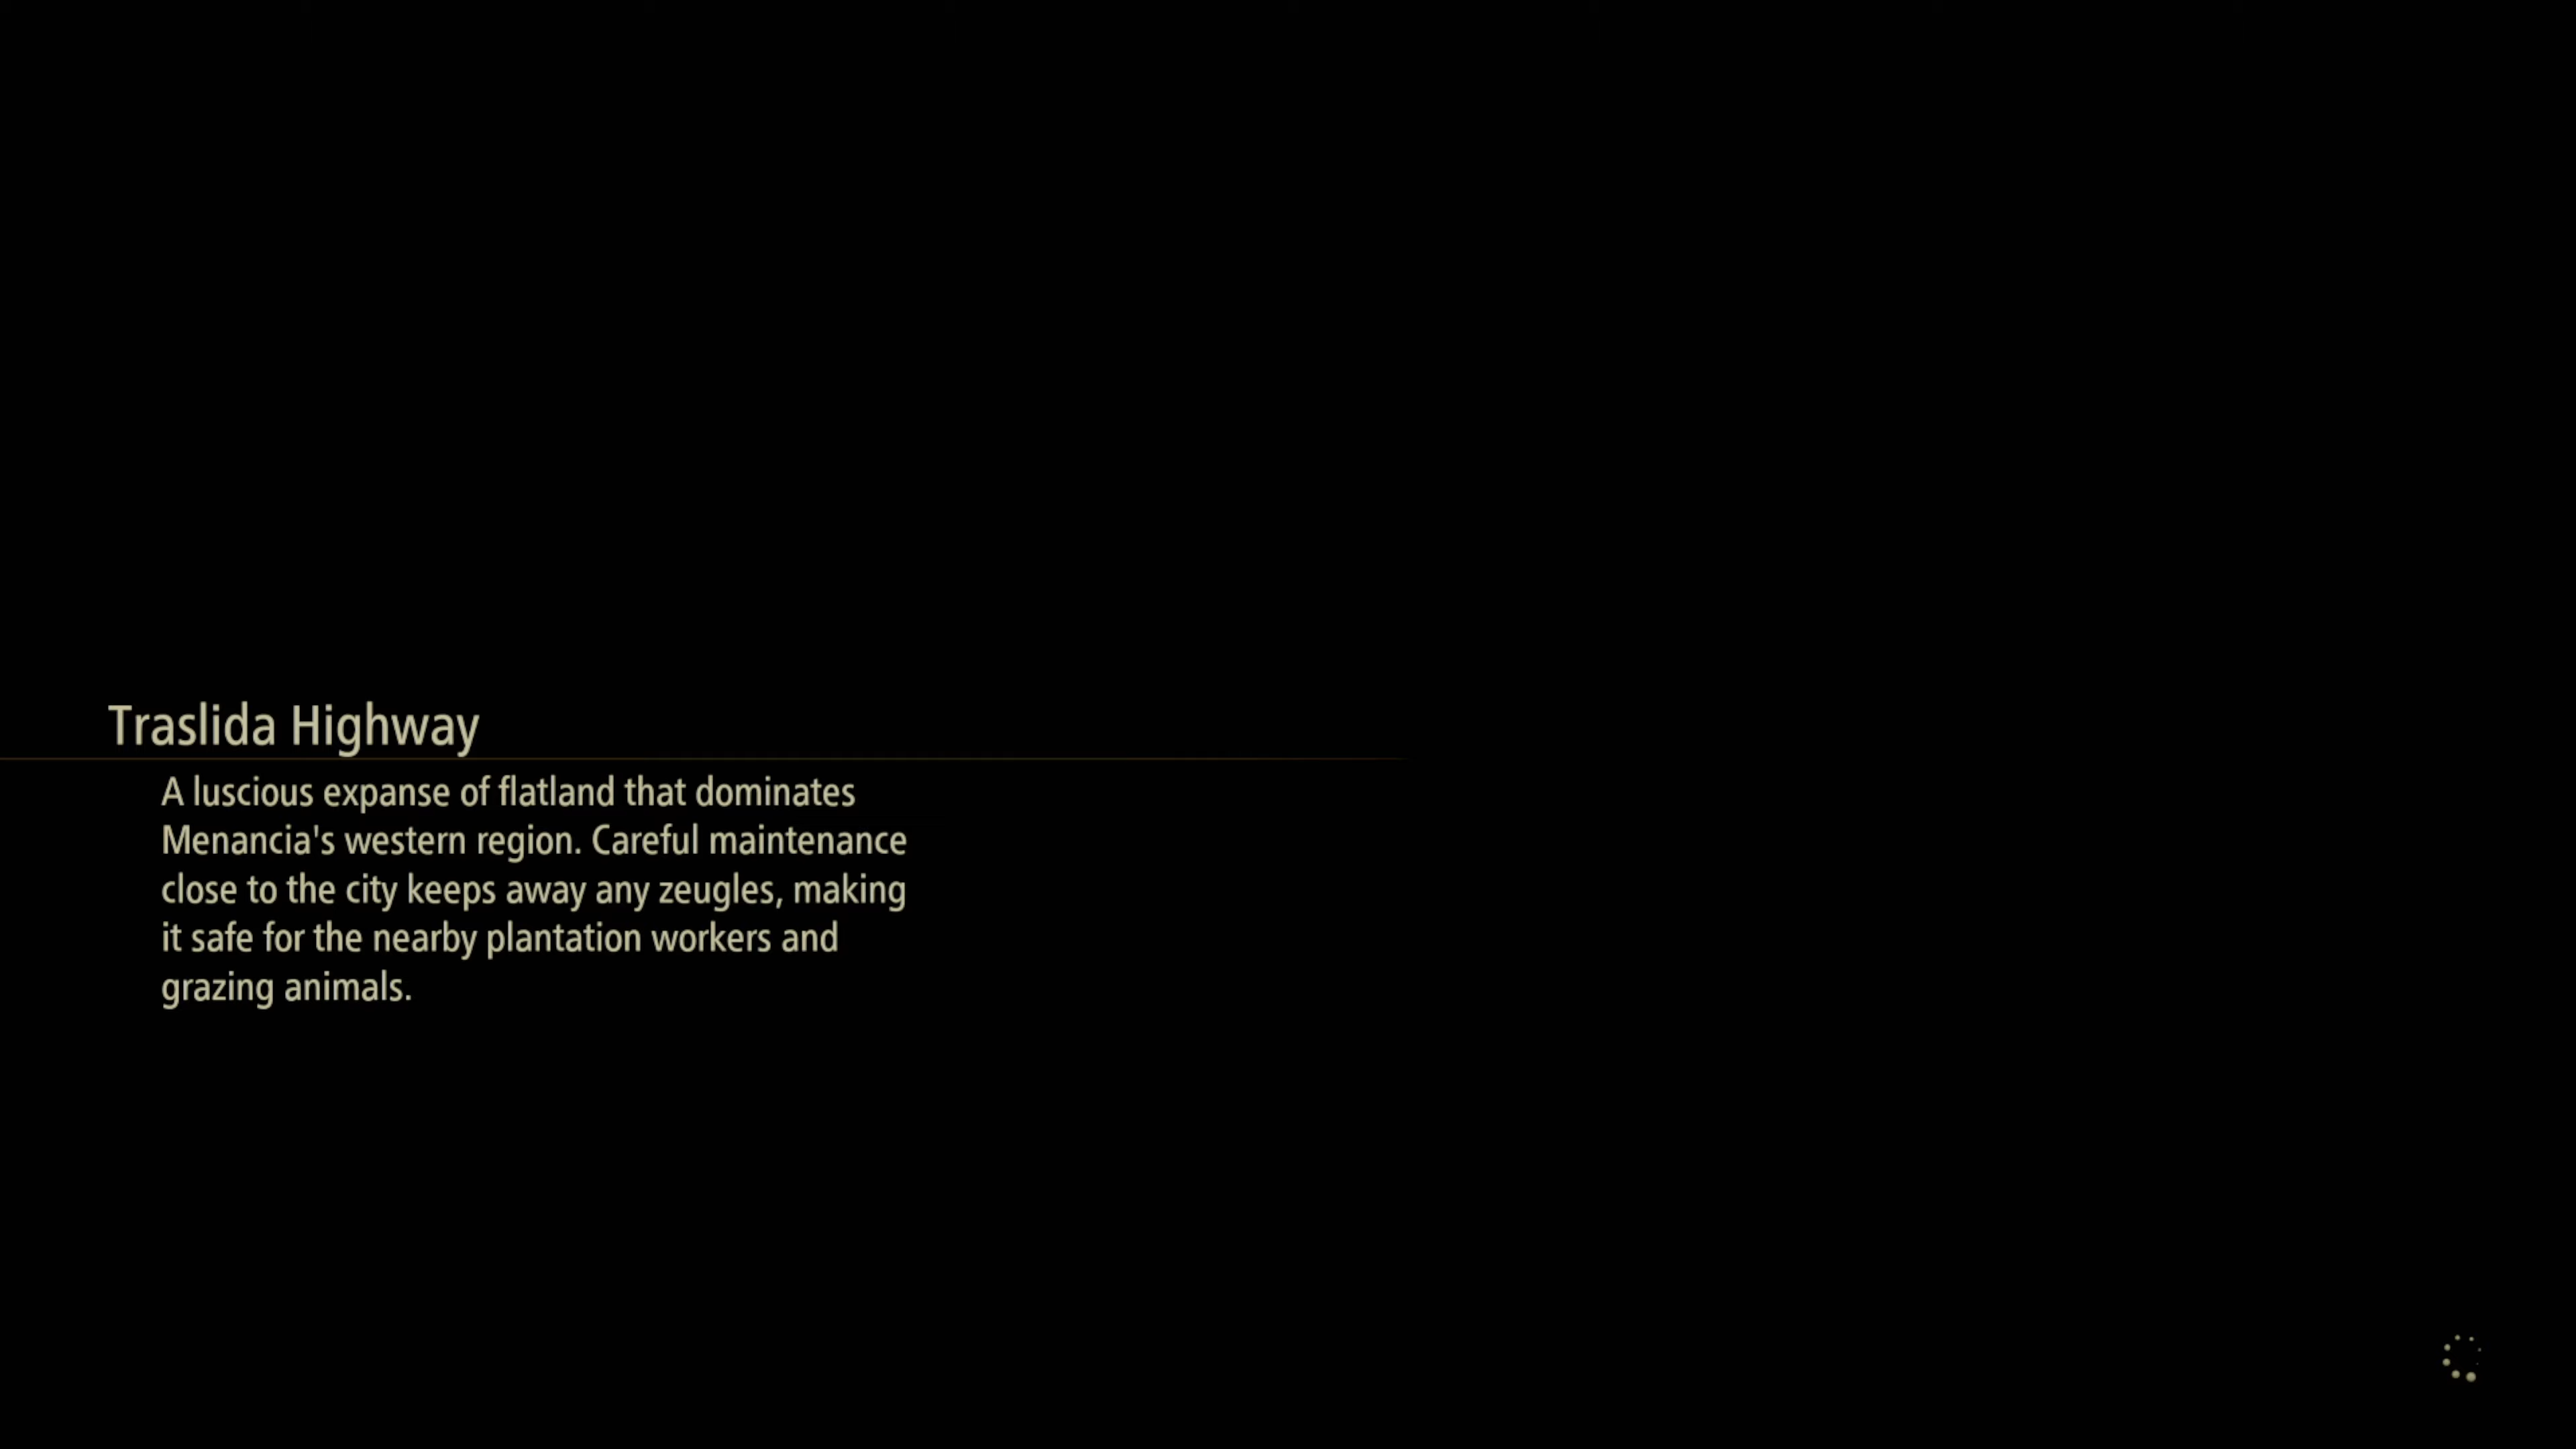 Traslida Highway
A luscious expanse of flatland that dominates
Menancia's western region. Careful maintenance
close to the city keeps away any zeugles, making
it safe for the nearby plantation workers and
grazing animals.